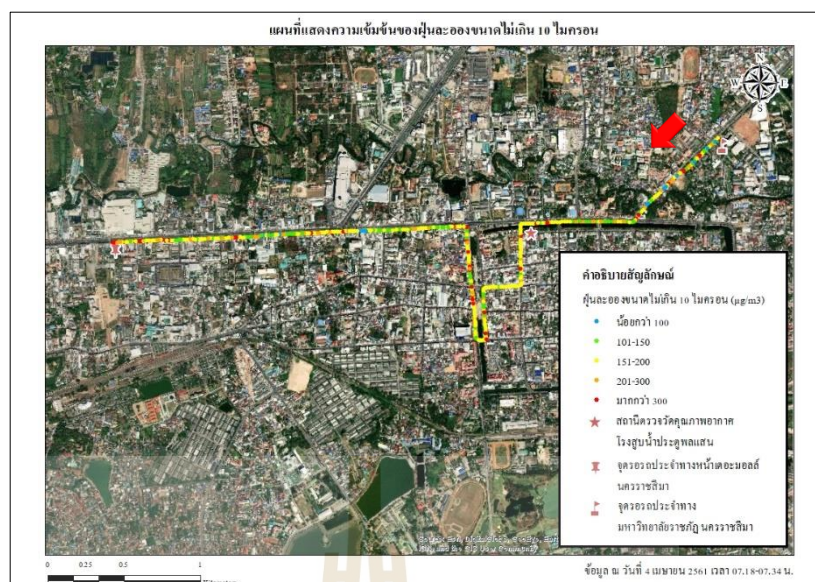 แผนที่แสดงความเข้มข้นของฝุ่นละอองขนาดไม่เกิน 10 ไมครอน
N
W E
S
คำอธิบายสัญลักษณ์
ฝุ่นละอองขนาดไม่เกิน 10 ไมครอน (µg/m3)
น้อยกว่า 100
101-150
151-200
201-300
มากกว่า 300
สถานีตรวจวัดคุณภาพอากาศ
โรงสูบน้ำประตูพลแสน
จุดรอรถประจำทางหน้าเดอะมอลล์
นครราชสีมา
จุดรอรถประจำทาง
มหาวิทยาลัยราชภัฏนครราชสีมา
0 0.25 0.5 1
Kilometers
ข้อมูล ณ วันที่ 4 เมษายน 2561 เวลา 07.18-07.34 น.